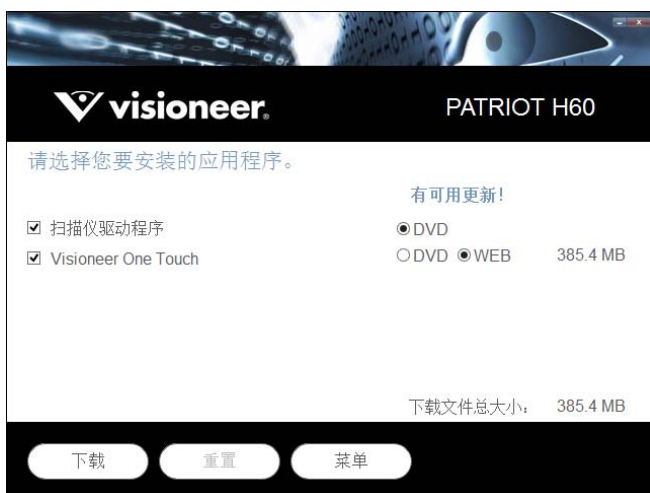 visioneer®
PATRIOT H60
请选择您要安装的应用程序。
有可用更新!
扫描仪驱动程序
DVD
Visioneer One Touch
DVD WEB 385.4 MB
下载文件总大小: 385.4 MB
下载 重置 菜单